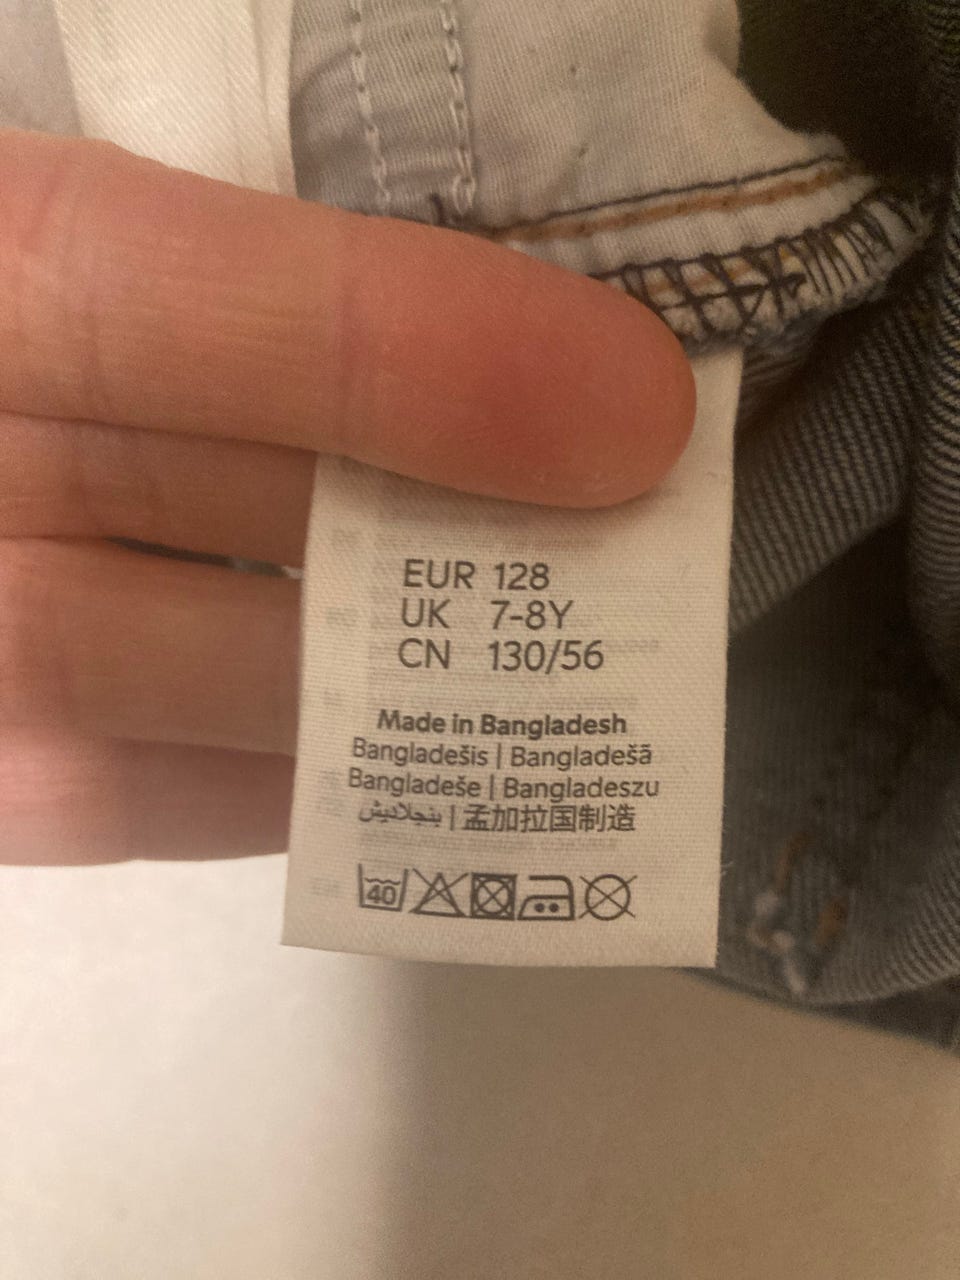 EUR 128
UK 7-8Y
CN 130/56
Made in Bangladesh
Bangladešis | Bangladešā
Bangladeše | Bangladeszu
بنجلاديش | 孟加拉国制造
40